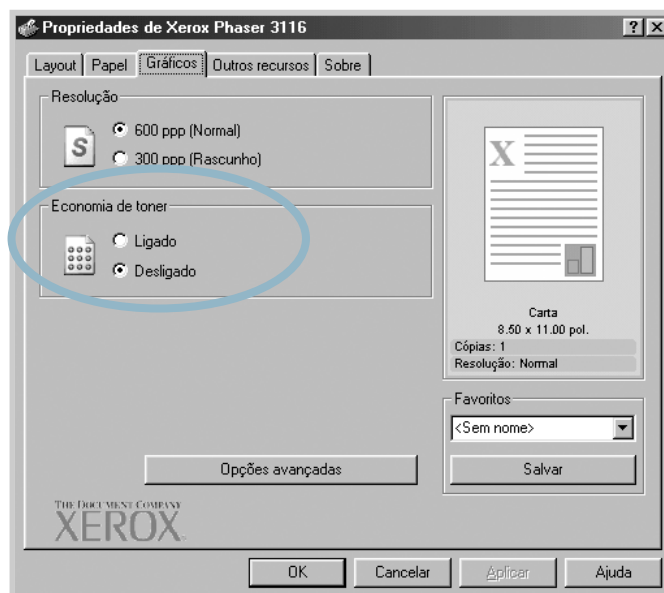 Propriedades de Xerox Phaser 3116
Layout Papel Gráficos Outros recursos Sobre
Resolução
S
600 ppp (Normal)
300 ppp (Rascunho)
Economia de toner
Ligado
Desligado
X
Carta
8.50 x 11.00 pol.
Cópias: 1
Resolução: Normal
Favoritos
<Sem nome>
Salvar
Opções avançadas
THE DOCUMENT COMPANY
XEROX
OK Cancelar Aplicar Ajuda